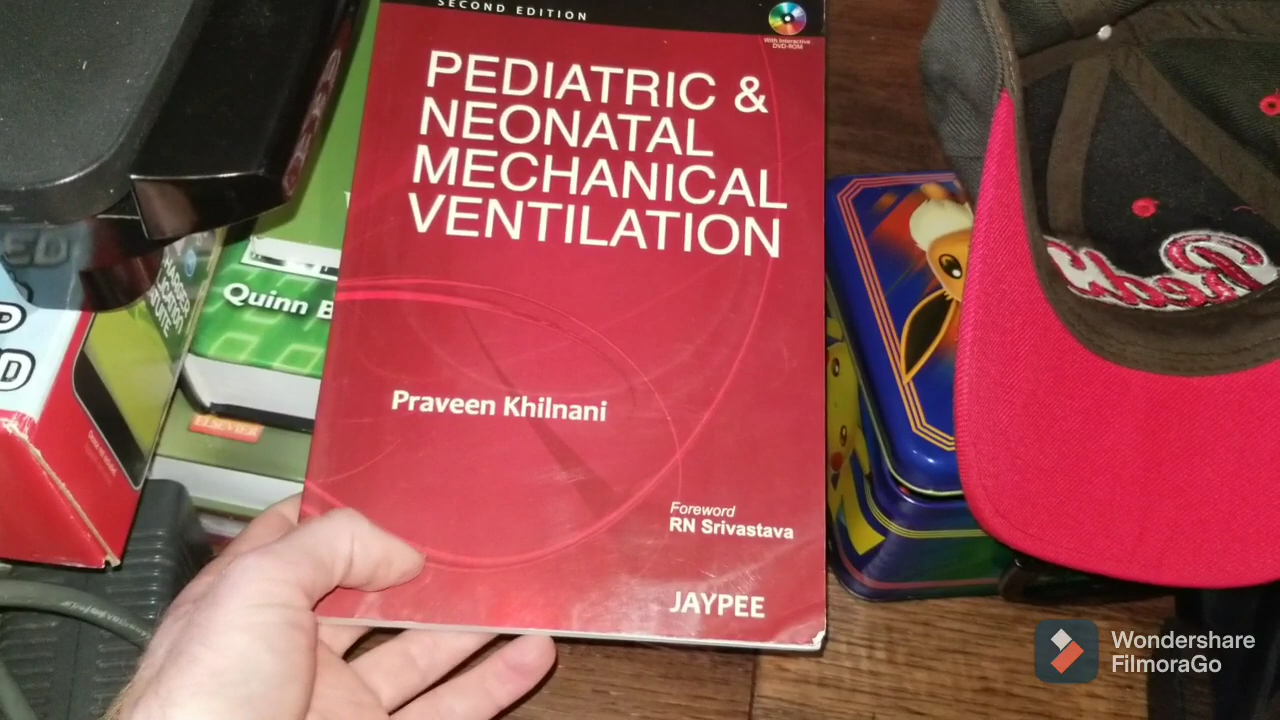 SECOND EDITION
With Interactive
DVD-ROM
PEDIATRIC &
NEONATAL
MECHANICAL
VENTILATION
Praveen Khilnani
Foreword
RN Srivastava
JAYPEE
Quinn B
ELSEVIER
Reds
Wondershare
FilmoraGo